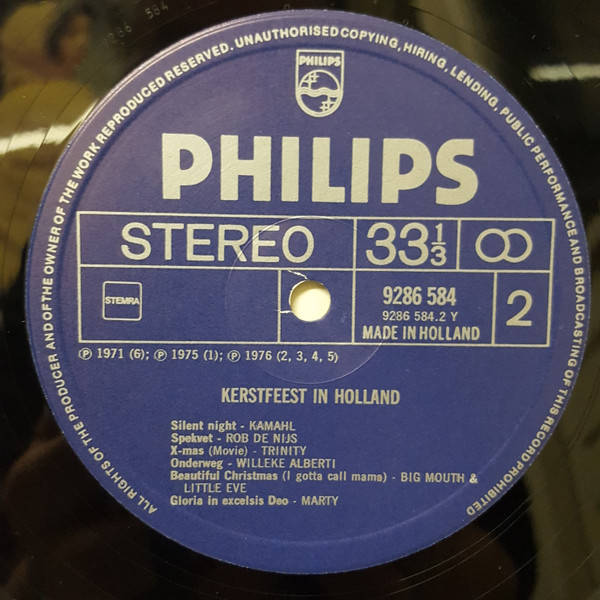 9286 584
ALL RIGHTS OF THE PRODUCER AND OF THE OWNER OF THE WORK REPRODUCED RESERVED. UNAUTHORISED COPYING, HIRING, LENDING, PUBLIC PERFORMANCE AND BROADCASTING OF THIS RECORD PROHIBITED
PHILIPS
PHILIPS
STEREO 33 1/3
STEMRA
9286 584
9286 584.2 Y
MADE IN HOLLAND
2
Ⓟ 1971 (6); Ⓟ 1975 (1); Ⓟ 1976 (2, 3, 4, 5)
KERSTFEEST IN HOLLAND
Silent night - KAMAHL
Spekvet - ROB DE NIJS
X-mas (Movie) - TRINITY
Onderweg - WILLEKE ALBERTI
Beautiful Christmas (I gotta call mama) - BIG MOUTH &
LITTLE EVE
Gloria in excelsis Deo - MARTY